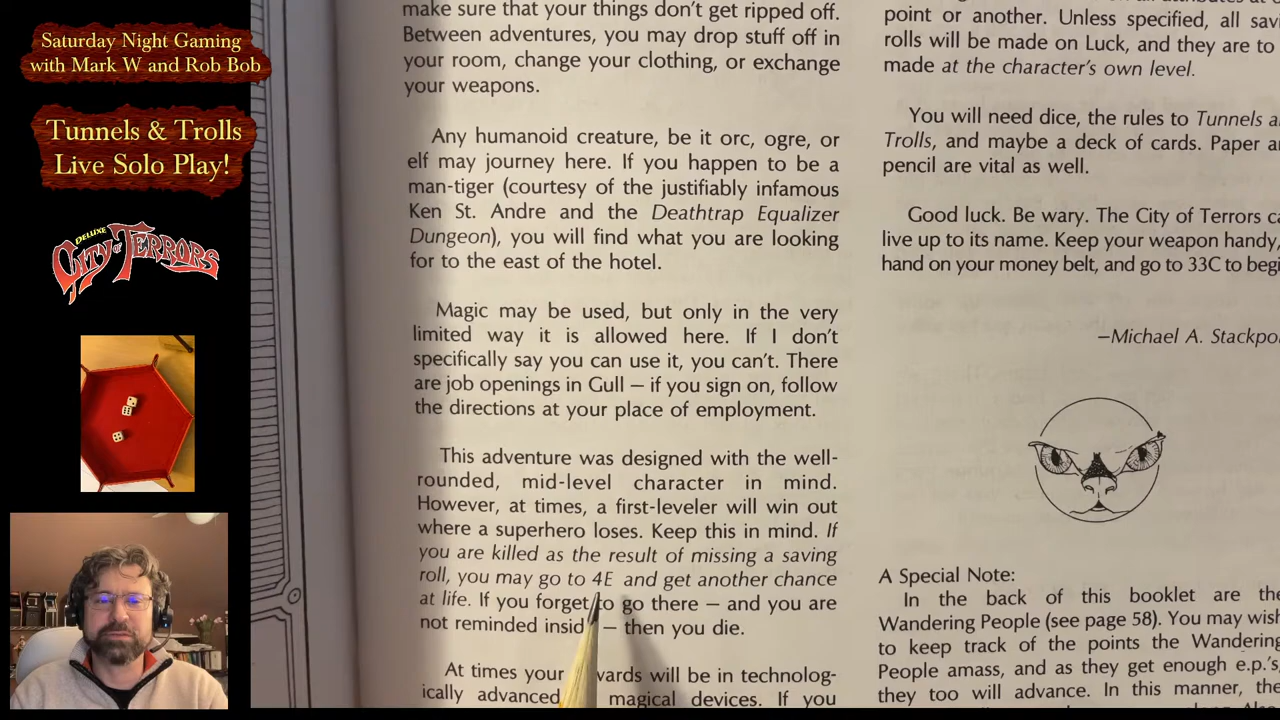 Saturday Night Gaming
with Mark W and Rob Bob
Tunnels & Trolls
Live Solo Play!
DELUXE
CITY OF TERRORS
make sure that your things don't get ripped off.
Between adventures, you may drop stuff off in
your room, change your clothing, or exchange
your weapons.
Any humanoid creature, be it orc, ogre, or
elf may journey here. If you happen to be a
man-tiger (courtesy of the justifiably infamous
Ken St. Andre and the Deathtrap Equalizer
Dungeon), you will find what you are looking
for to the east of the hotel.
Magic may be used, but only in the very
limited way it is allowed here. If I don't
specifically say you can use it, you can't. There
are job openings in Gull – if you sign on, follow
the directions at your place of employment.
This adventure was designed with the well-
rounded, mid-level character in mind.
However, at times, a first-leveler will win out
where a superhero loses. Keep this in mind. If
you are killed as the result of missing a saving
roll, you may go to 4E and get another chance
at life. If you forget to go there – and you are
not reminded insid – then you die.
At times your wards will be in technolog-
ically advanced magical devices. If you
point or another. Unless specified, all sav
rolls will be made on Luck, and they are to
made at the character's own level.
You will need dice, the rules to Tunnels a
Trolls, and maybe a deck of cards. Paper a
pencil are vital as well.
Good luck. Be wary. The City of Terrors c
live up to its name. Keep your weapon handy,
hand on your money belt, and go to 33C to begi
–Michael A. Stackpo
A Special Note:
In the back of this booklet are the
Wandering People (see page 58). You may wish
to keep track of the points the Wandering
People amass, and as they get enough e.p.'s,
they too will advance. In this manner, the